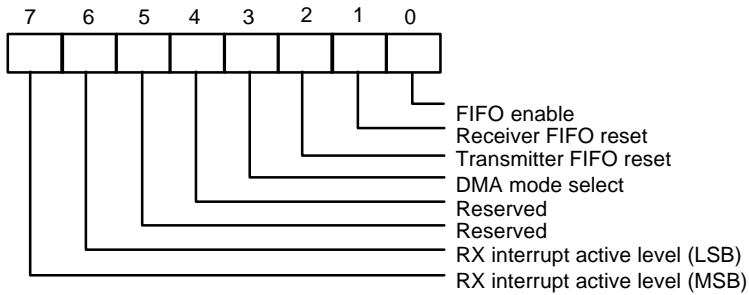 7 6 5 4 3 2 1 0
FIFO enable
Receiver FIFO reset
Transmitter FIFO reset
DMA mode select
Reserved
Reserved
RX interrupt active level (LSB)
RX interrupt active level (MSB)